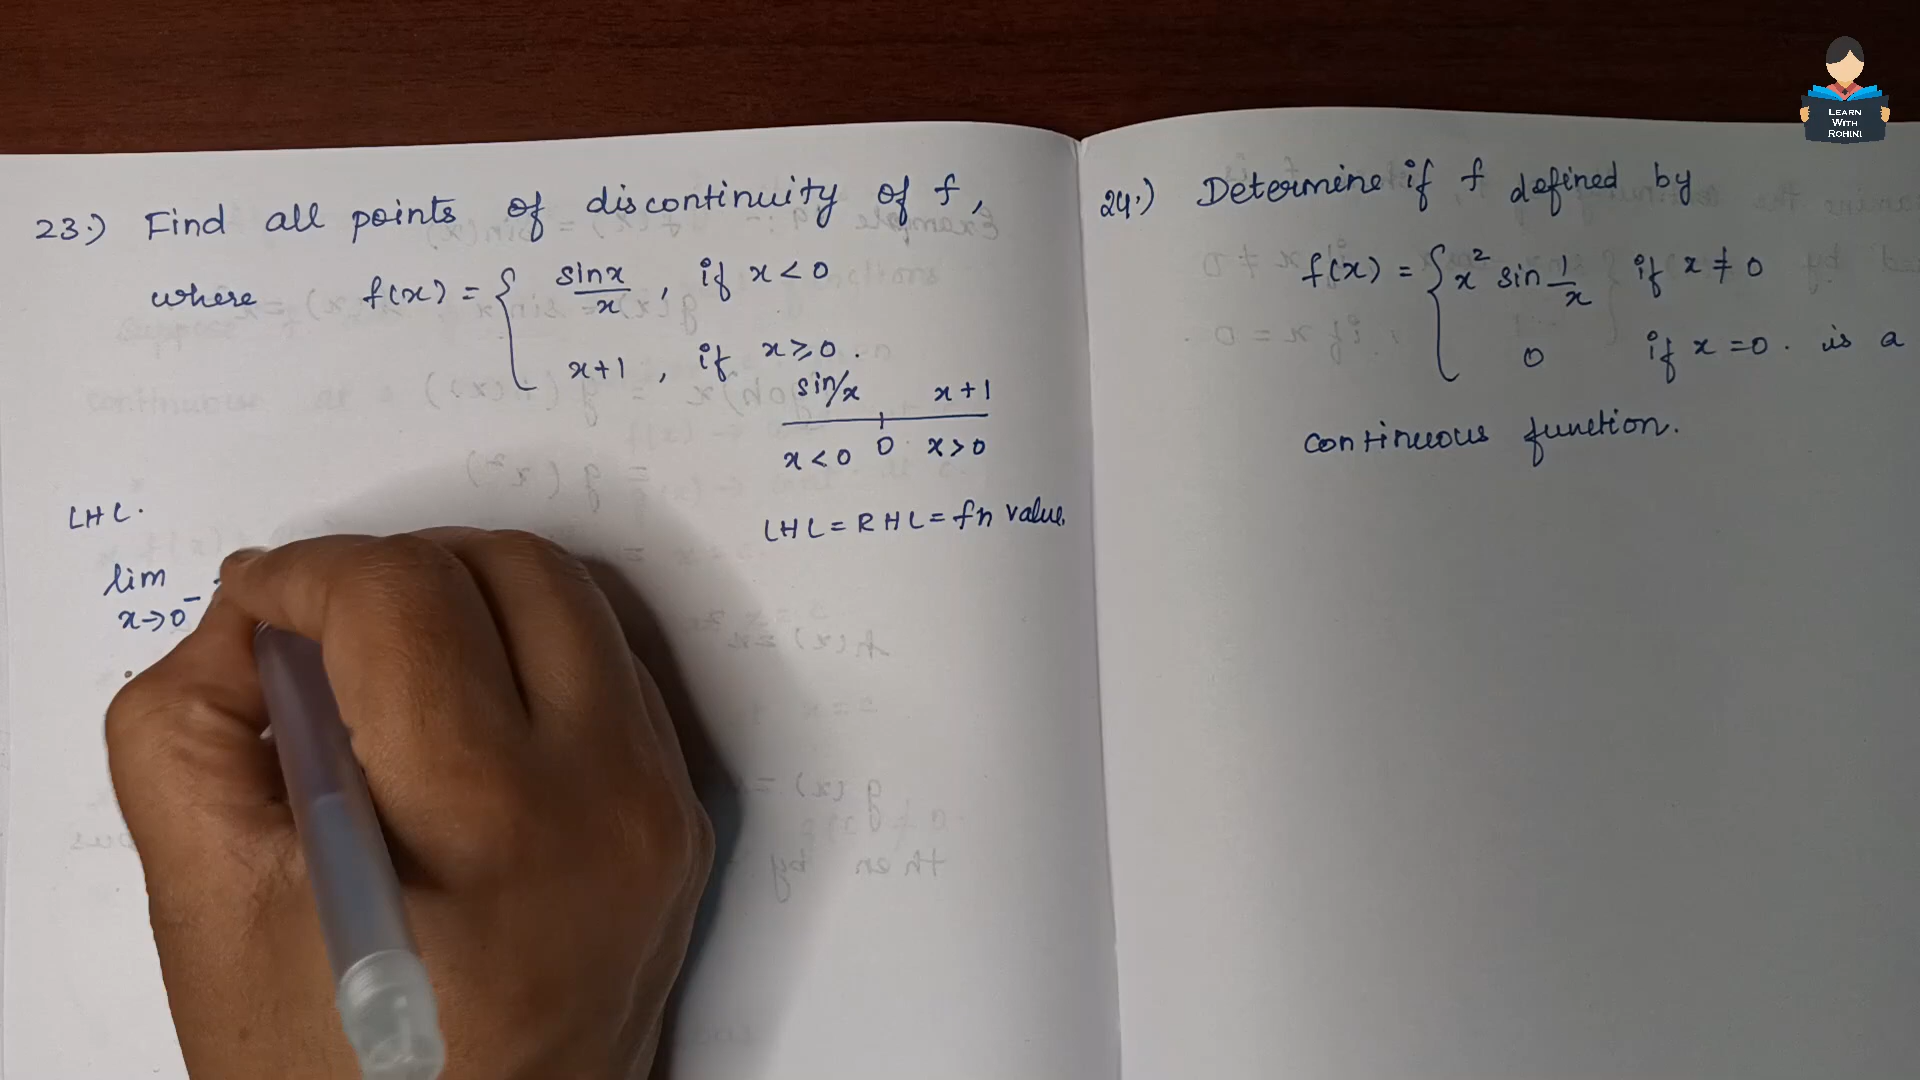 23.) Find all points of discontinuity of f,
where f(x) = { sinx/x , if x < 0
x+1 , if x ≥ 0.
sin/x x+1
x < 0 0 x > 0
LHL = RHL = fn value.
LHL.
lim
x→0⁻
24.) Determine if f defined by
f(x) = { x² sin 1/x if x ≠ 0
0 if x = 0. is a
continuous function.
LEARN
WITH
ROHINI